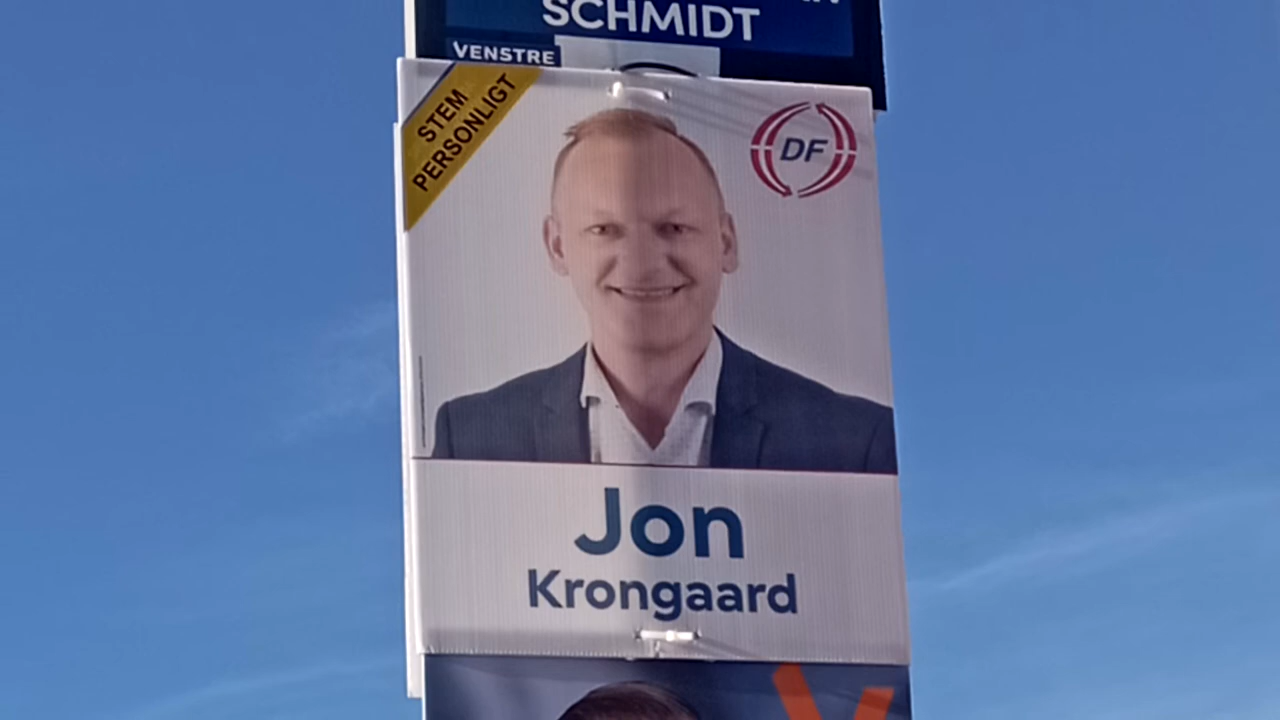 SCHMIDT
VENSTRE
STEM
PERSONLIGT
DF
Jon
Krongaard
V